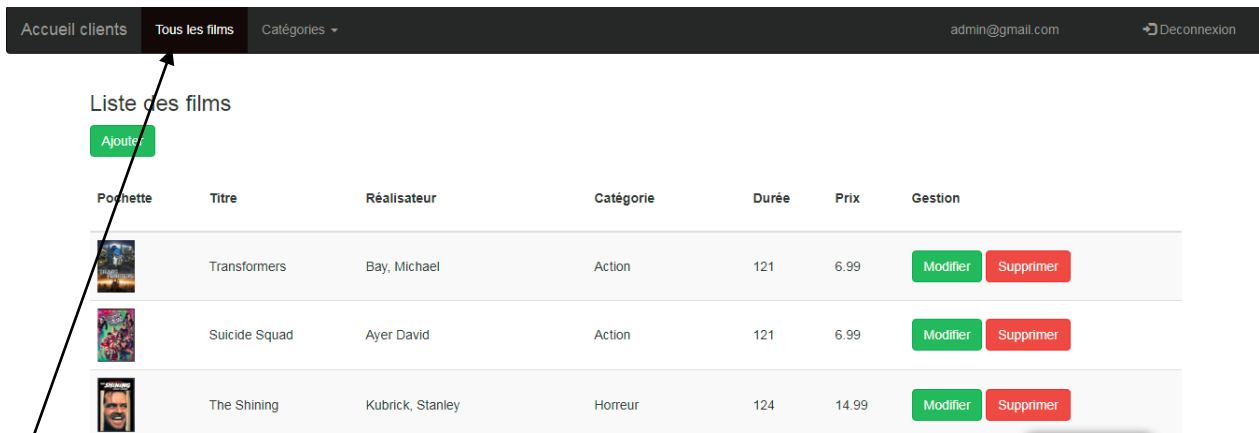 Accueil clients Tous les films Catégories admin@gmail.com Deconnexion
Liste des films
Ajouter
Pochette Titre Réalisateur Catégorie Durée Prix Gestion
Transformers Bay, Michael Action 121 6.99 Modifier Supprimer
Suicide Squad Ayer David Action 121 6.99 Modifier Supprimer
The Shining Kubrick, Stanley Horreur 124 14.99 Modifier Supprimer